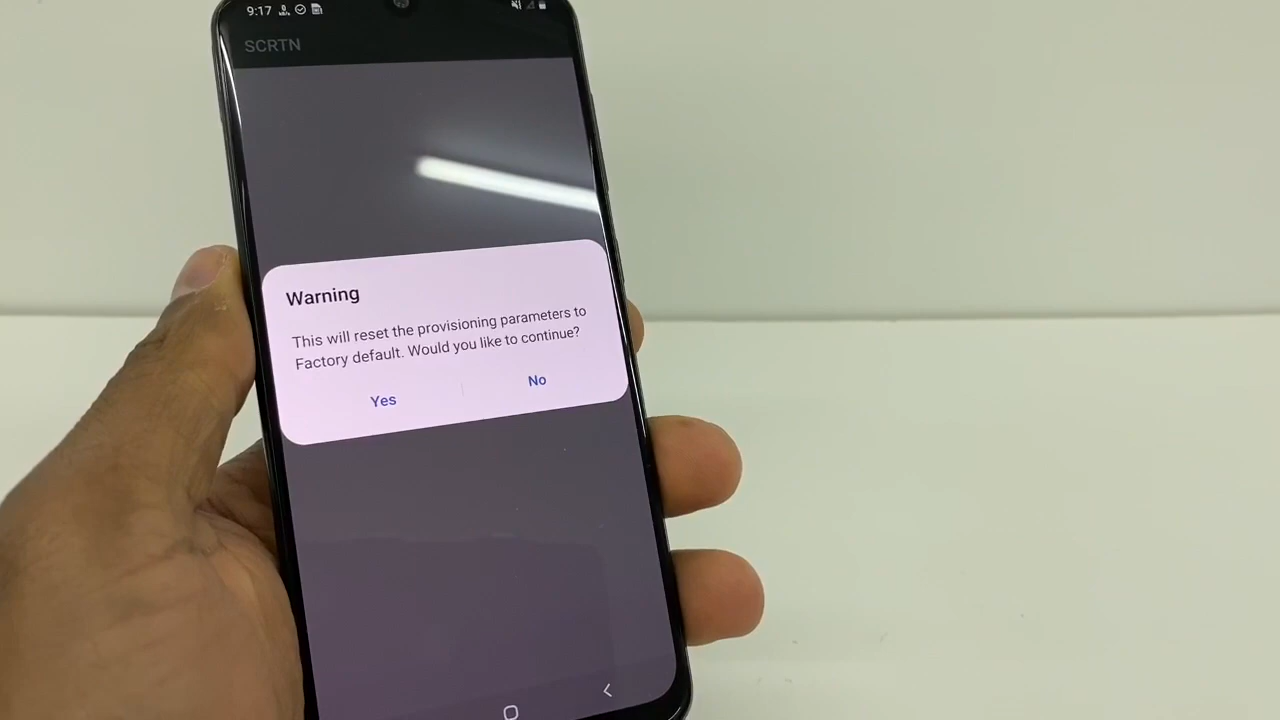 9:17
SCRTN
Warning
This will reset the provisioning parameters to
Factory default. Would you like to continue?
Yes
No